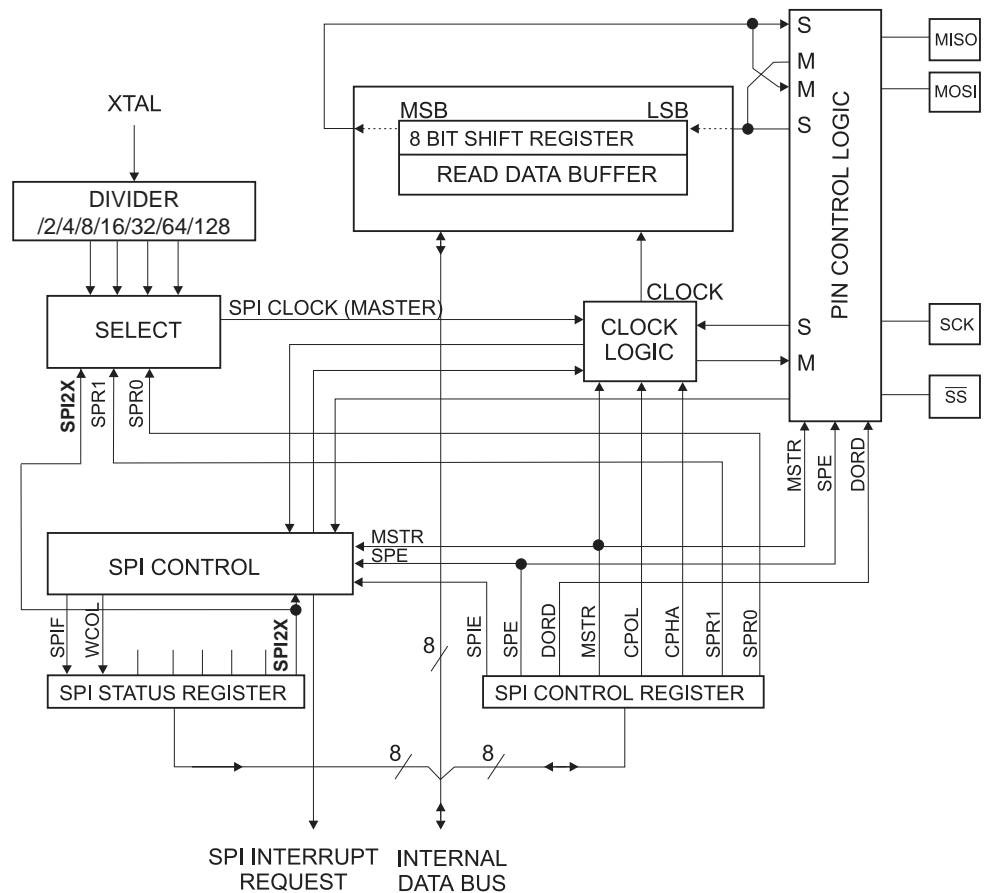 S
MISO
M
M
MOSI
XTAL
MSB
LSB
S
8 BIT SHIFT REGISTER
READ DATA BUFFER
DIVIDER
/2/4/8/16/32/64/128
PIN CONTROL LOGIC
SPI CLOCK (MASTER)
CLOCK
SELECT
CLOCK
LOGIC
S
M
SCK
SS
SPI2X
SPR1
SPR0
MSTR
SPE
DORD
MSTR
SPE
SPI CONTROL
SPIF
WCOL
SPI2X
8
SPIE
SPE
DORD
MSTR
CPOL
CPHA
SPR1
SPR0
SPI STATUS REGISTER
SPI CONTROL REGISTER
8
8
SPI INTERRUPT
REQUEST
INTERNAL
DATA BUS